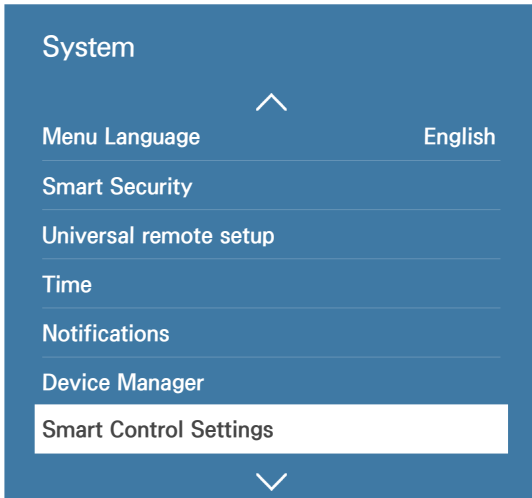 System
Menu Language English
Smart Security
Universal remote setup
Time
Notifications
Device Manager
Smart Control Settings